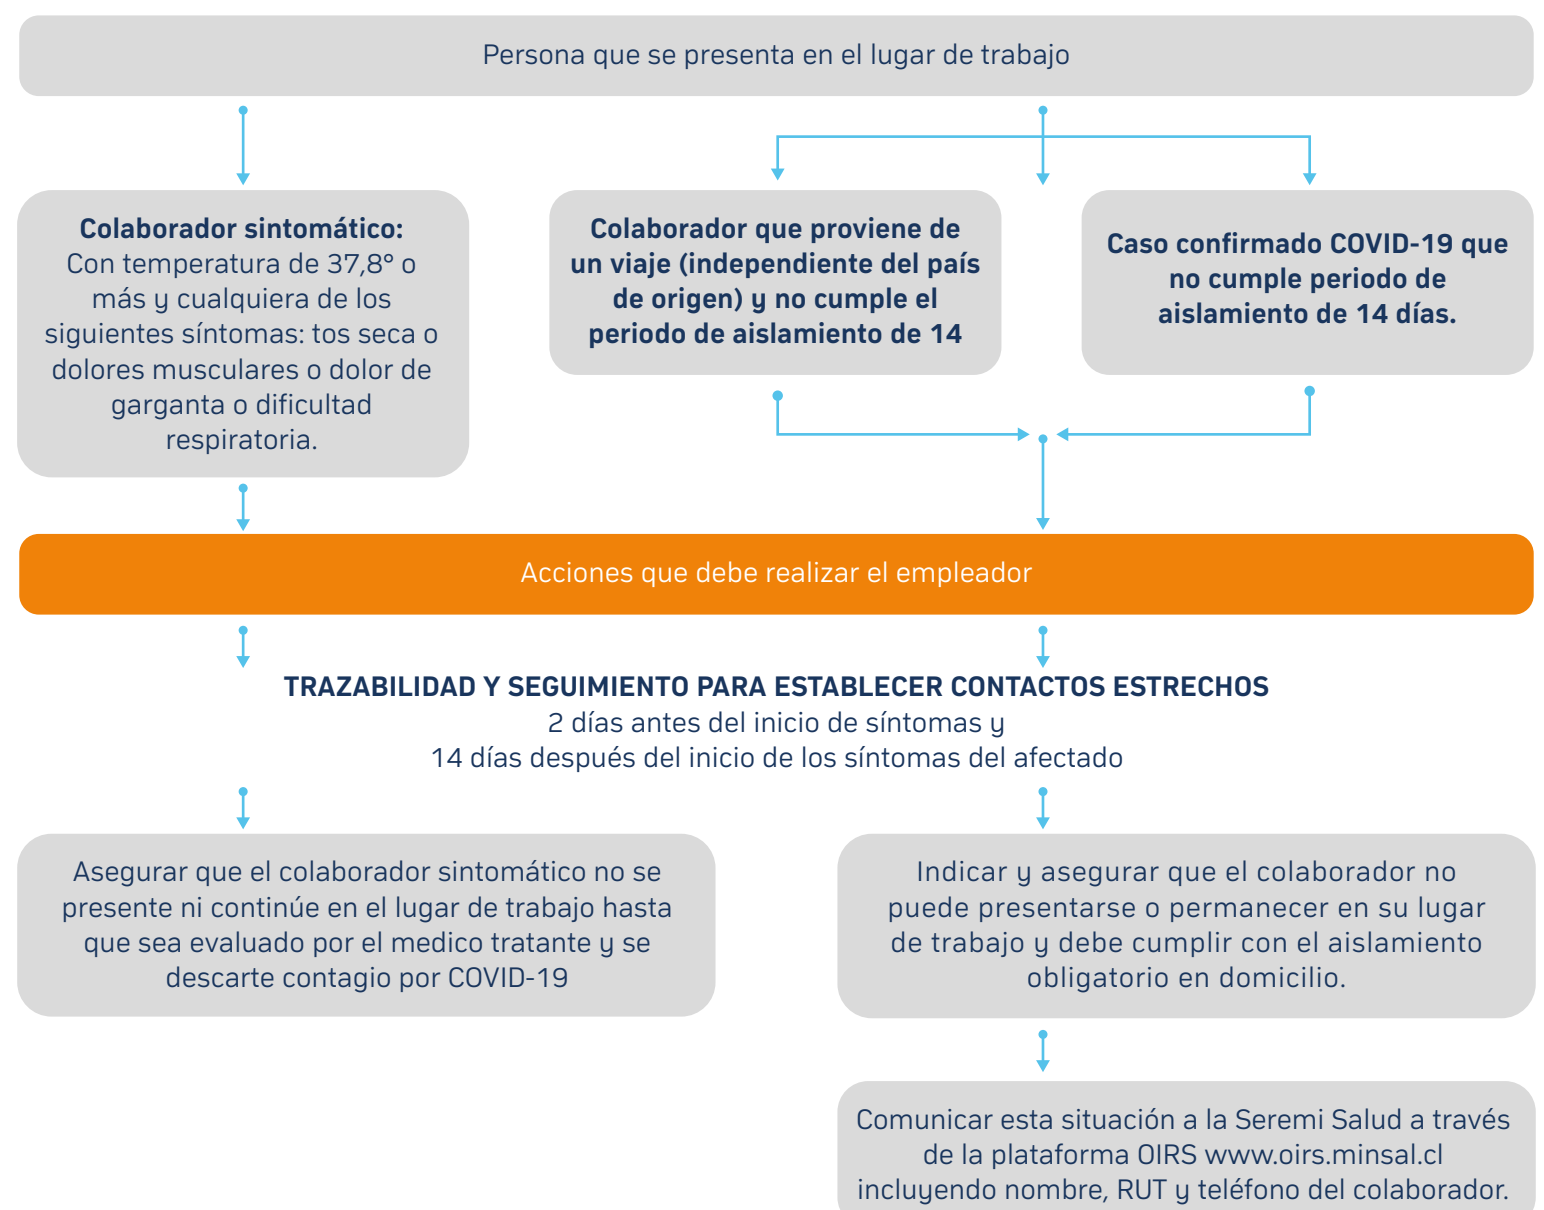 Persona que se presenta en el lugar de trabajo
Colaborador sintomático:
Con temperatura de 37,8° o
más y cualquiera de los
siguientes síntomas: tos seca o
dolores musculares o dolor de
garganta o dificultad
respiratoria.
Colaborador que proviene de
un viaje (independiente del país
de origen) y no cumple el
periodo de aislamiento de 14
Caso confirmado COVID-19 que
no cumple periodo de
aislamiento de 14 días.
Acciones que debe realizar el empleador
TRAZABILIDAD Y SEGUIMIENTO PARA ESTABLECER CONTACTOS ESTRECHOS
2 días antes del inicio de síntomas y
14 días después del inicio de los síntomas del afectado
Asegurar que el colaborador sintomático no se
presente ni continúe en el lugar de trabajo hasta
que sea evaluado por el medico tratante y se
descarte contagio por COVID-19
Indicar y asegurar que el colaborador no
puede presentarse o permanecer en su lugar
de trabajo y debe cumplir con el aislamiento
obligatorio en domicilio.
Comunicar esta situación a la Seremi Salud a través
de la plataforma OIRS www.oirs.minsal.cl
incluyendo nombre, RUT y teléfono del colaborador.